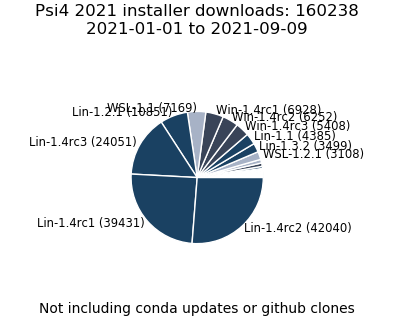 Psi4 2021 installer downloads: 160238
2021-01-01 to 2021-09-09
WSL-1.1 (7169)
Win-1.4rc1 (6928)
Lin-1.2.1 (10851)
Win-1.4rc2 (6252)
Win-1.4rc3 (5408)
Lin-1.1 (4385)
Lin-1.4rc3 (24051)
Lin-1.3.2 (3499)
WSL-1.2.1 (3108)
Lin-1.4rc1 (39431)
Lin-1.4rc2 (42040)
Not including conda updates or github clones